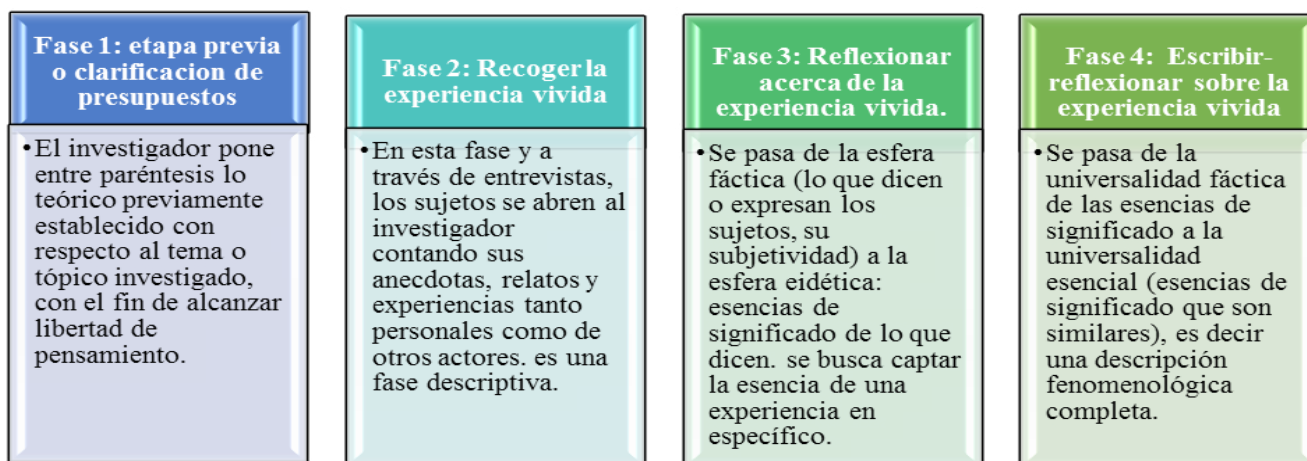 Fase 1: etapa previa
o clarificacion de
presupuestos
•El investigador pone
entre paréntesis lo
teórico previamente
establecido con
respecto al tema o
tópico investigado,
con el fin de alcanzar
libertad de
pensamiento.
Fase 2: Recoger la
experiencia vivida
•En esta fase y a
través de entrevistas,
los sujetos se abren al
investigador
contando sus
anecdotas, relatos y
experiencias tanto
personales como de
otros actores. es una
fase descriptiva.
Fase 3: Reflexionar
acerca de la
experiencia vivida.
•Se pasa de la esfera
fáctica (lo que dicen
o expresan los
sujetos, su
subjetividad) a la
esfera eidética:
esencias de
significado de lo que
dicen. se busca captar
la esencia de una
experiencia en
específico.
Fase 4: Escribir-
reflexionar sobre la
experiencia vivida
•Se pasa de la
universalidad fáctica
de las esencias de
significado a la
universalidad
esencial (esencias de
significado que son
similares), es decir
una descripción
fenomenológica
completa.